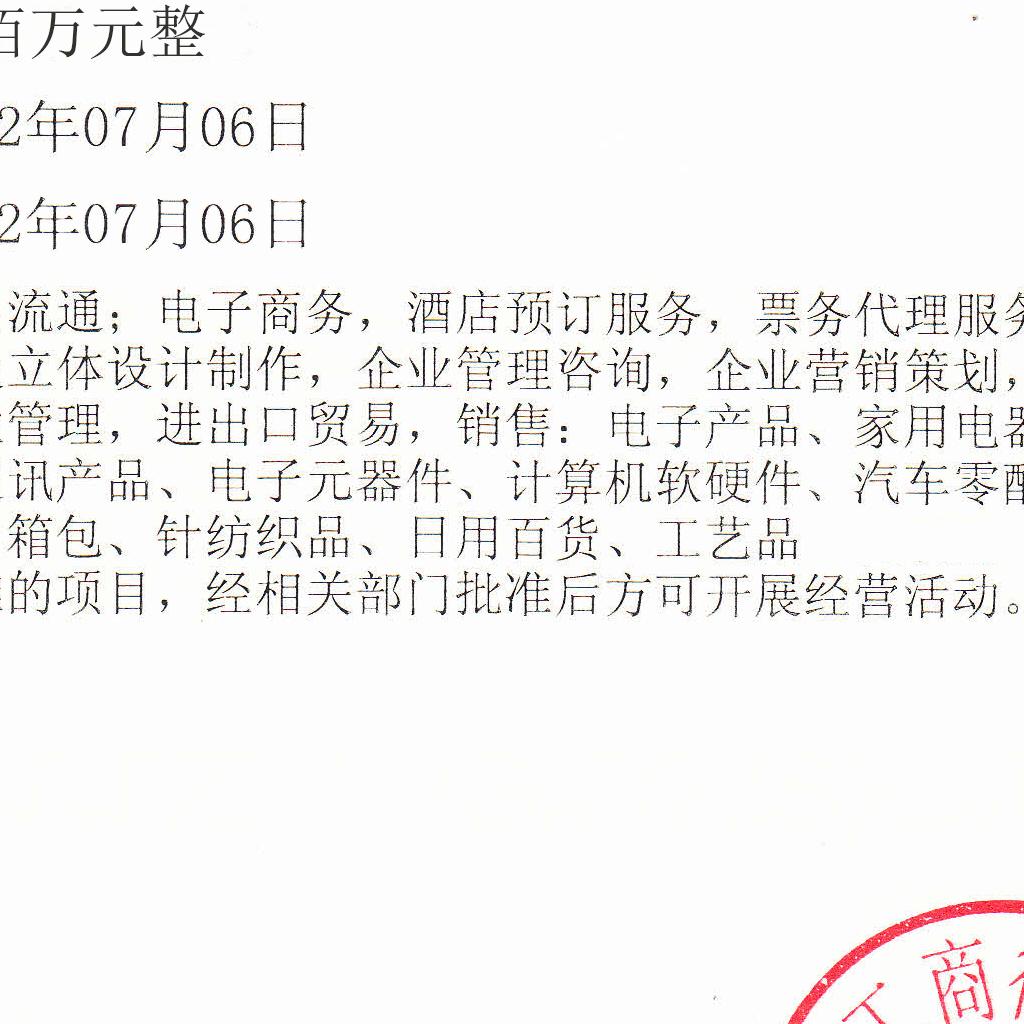 百万元整
2年07月06日
2年07月06日
流通；电子商务，酒店预订服务，票务代理服务
立体设计制作，企业管理咨询，企业营销策划，
管理，进出口贸易，销售：电子产品、家用电器
讯产品、电子元器件、计算机软硬件、汽车零配
箱包、针纺织品、日用百货、工艺品
的项目，经相关部门批准后方可开展经营活动。
工商